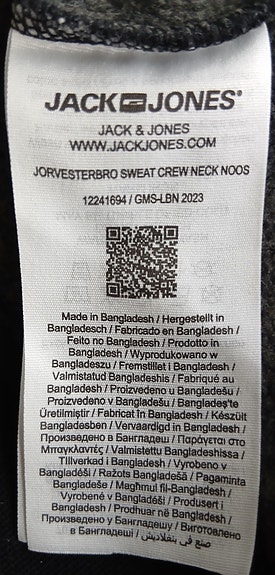 JACK JONES®
JACK & JONES
WWW.JACKJONES.COM
JORVESTERBRO SWEAT CREW NECK NOOS
12241694 / GMS-LBN 2023
Made in Bangladesh / Hergestellt in
Bangladesch / Fabricado en Bangladesh /
Feito no Bangladesh / Prodotto in
Bangladesh / Wyprodukowano w
Bangladeszu / Fremstillet i Bangladesh /
Valmistatud Bangladeshis / Fabriqué au
Bangladesh / Proizvedeno u Bangladešu /
Proizvedeno v Bangladešu / Bangladeş'te
Üretilmiştir / Fabricat în Bangladesh / Készült
Bangladesben / Vervaardigd in Bangladesh /
Произведено в Бангладеш / Παράγεται στο
Μπαγκλαντές / Valmistettu Bangladeshissa /
Tillverkad i Bangladesh / Vyrobeno v
Bangladéši / Ražots Bangladešā / Pagaminta
Bangladeše / Magħmul fil-Bangladesh /
Vyrobené v Bangladéši / Produsert i
Bangladesh / Prodhuar në Bangladesh /
Произведено у Бангладешу / Виготовлено
в Бангладеші / صنع في بنغلاديش